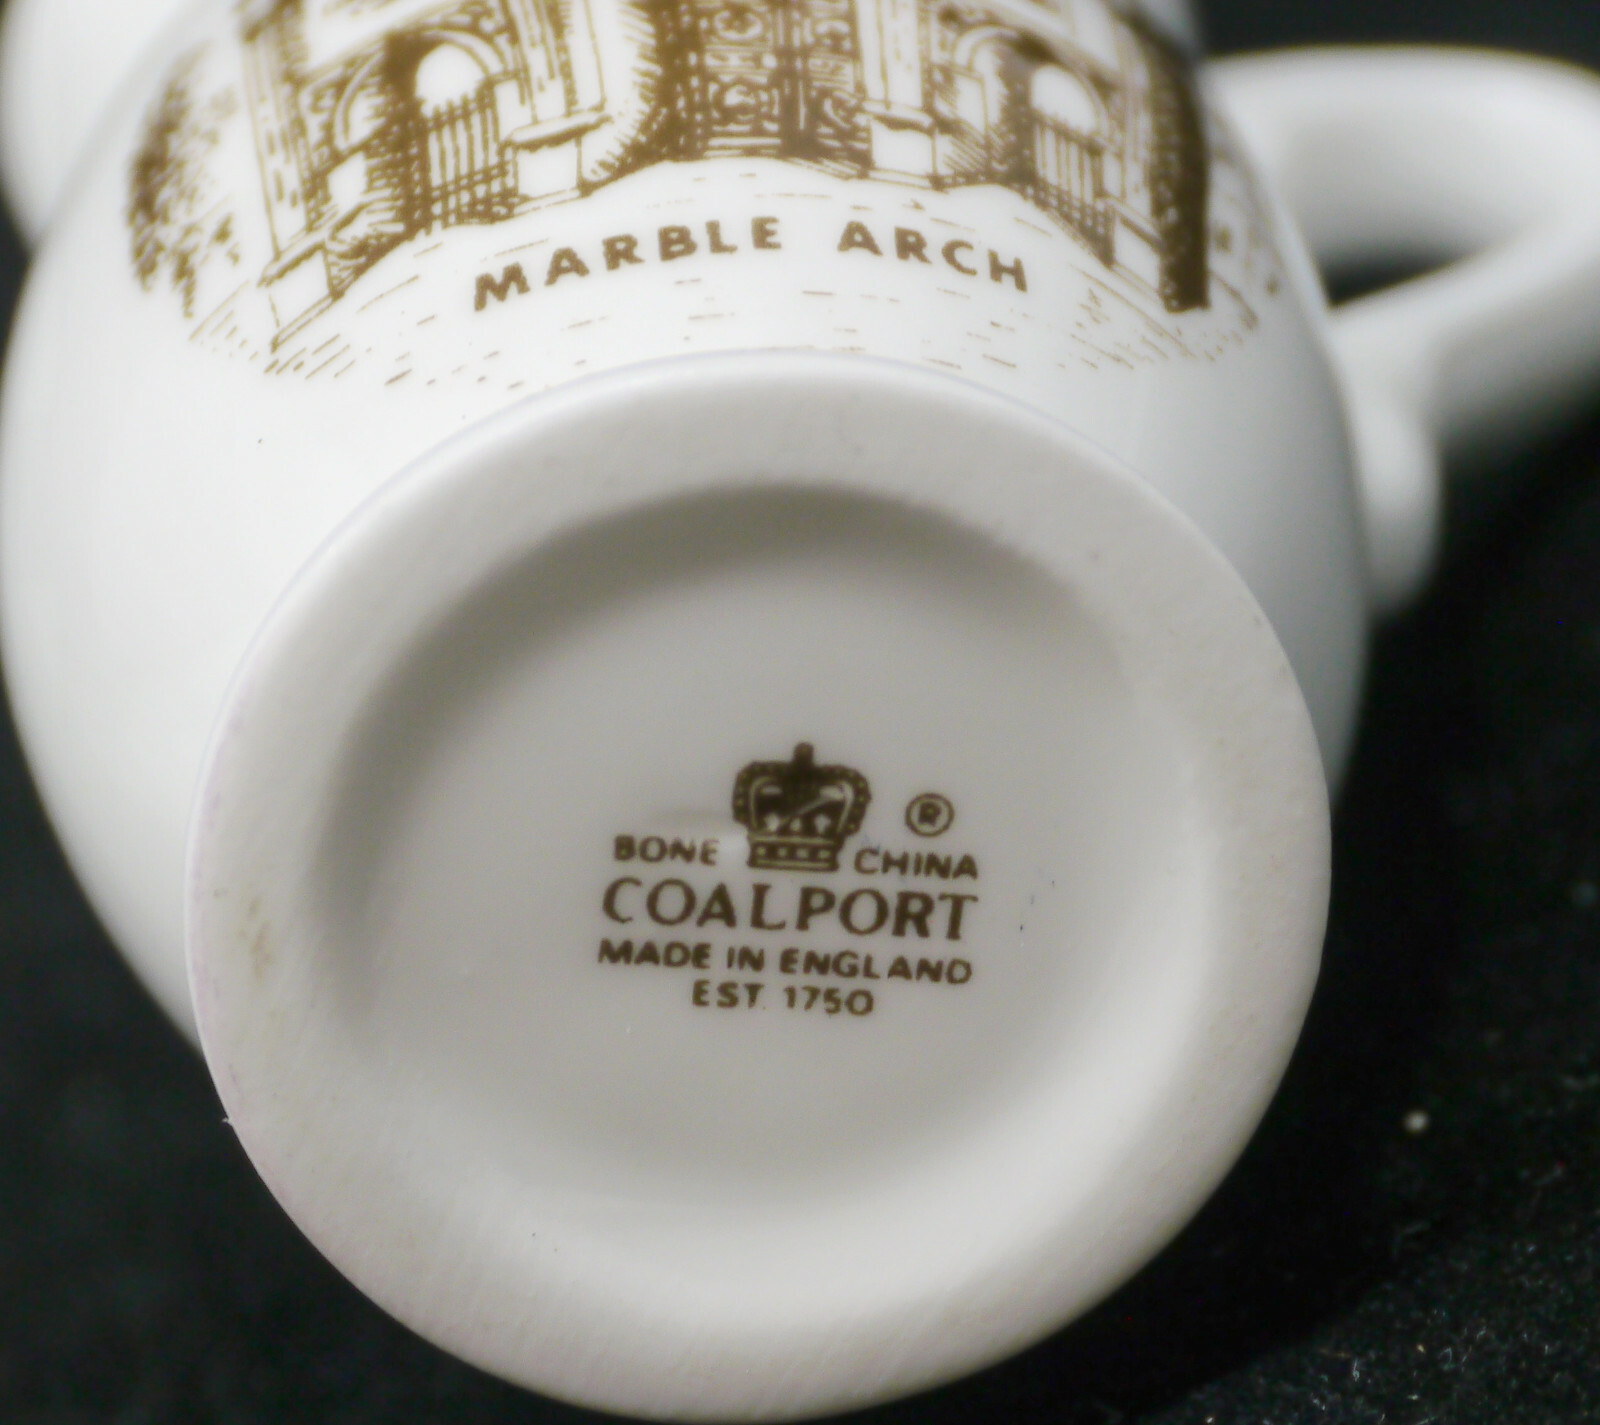 MARBLE ARCH
®
BONE CHINA
COALPORT
MADE IN ENGLAND
EST. 1750